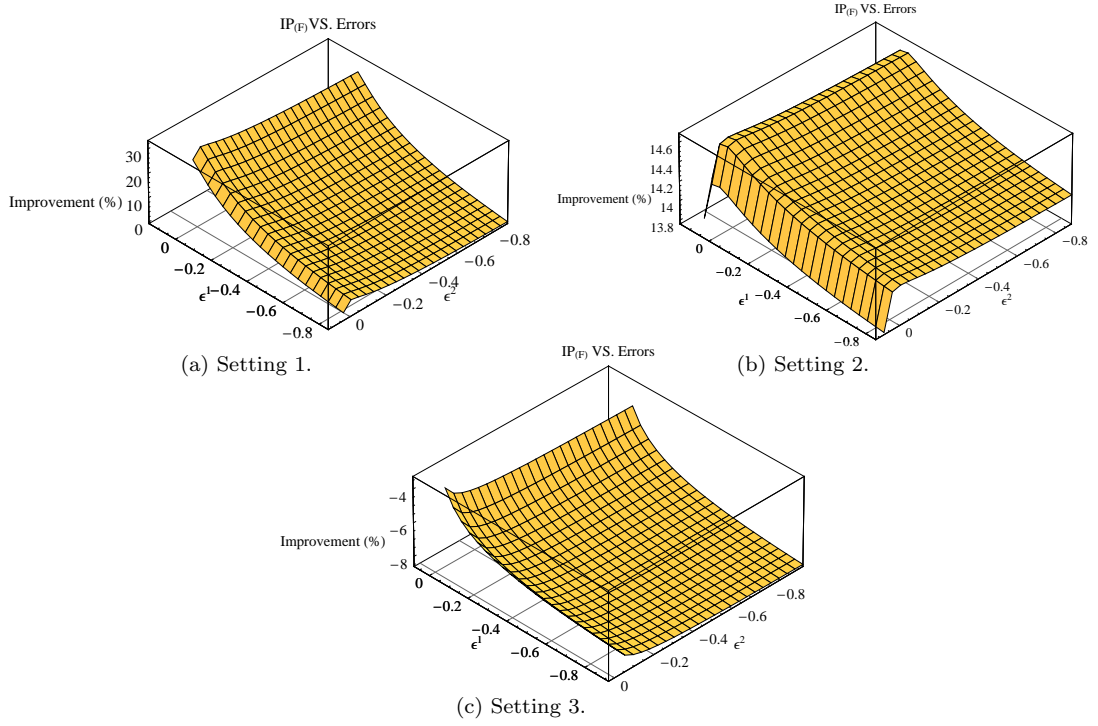 IP(F) VS. Errors
30
20
Improvement (%)
10
0
0
−0.2
ϵ1
−0.4
−0.6
−0.8
0
−0.2
−0.4
ϵ2
−0.6
−0.8
(a) Setting 1.
IP(F) VS. Errors
14.6
14.4
14.2
Improvement (%)
14
13.8
0
−0.2
ϵ1
−0.4
−0.6
−0.8
0
−0.2
−0.4
ϵ2
−0.6
−0.8
(b) Setting 2.
IP(F) VS. Errors
−4
−6
Improvement (%)
−8
0
−0.2
−0.4
ϵ1
−0.6
−0.8
0
−0.2
−0.4
ϵ2
−0.6
−0.8
(c) Setting 3.